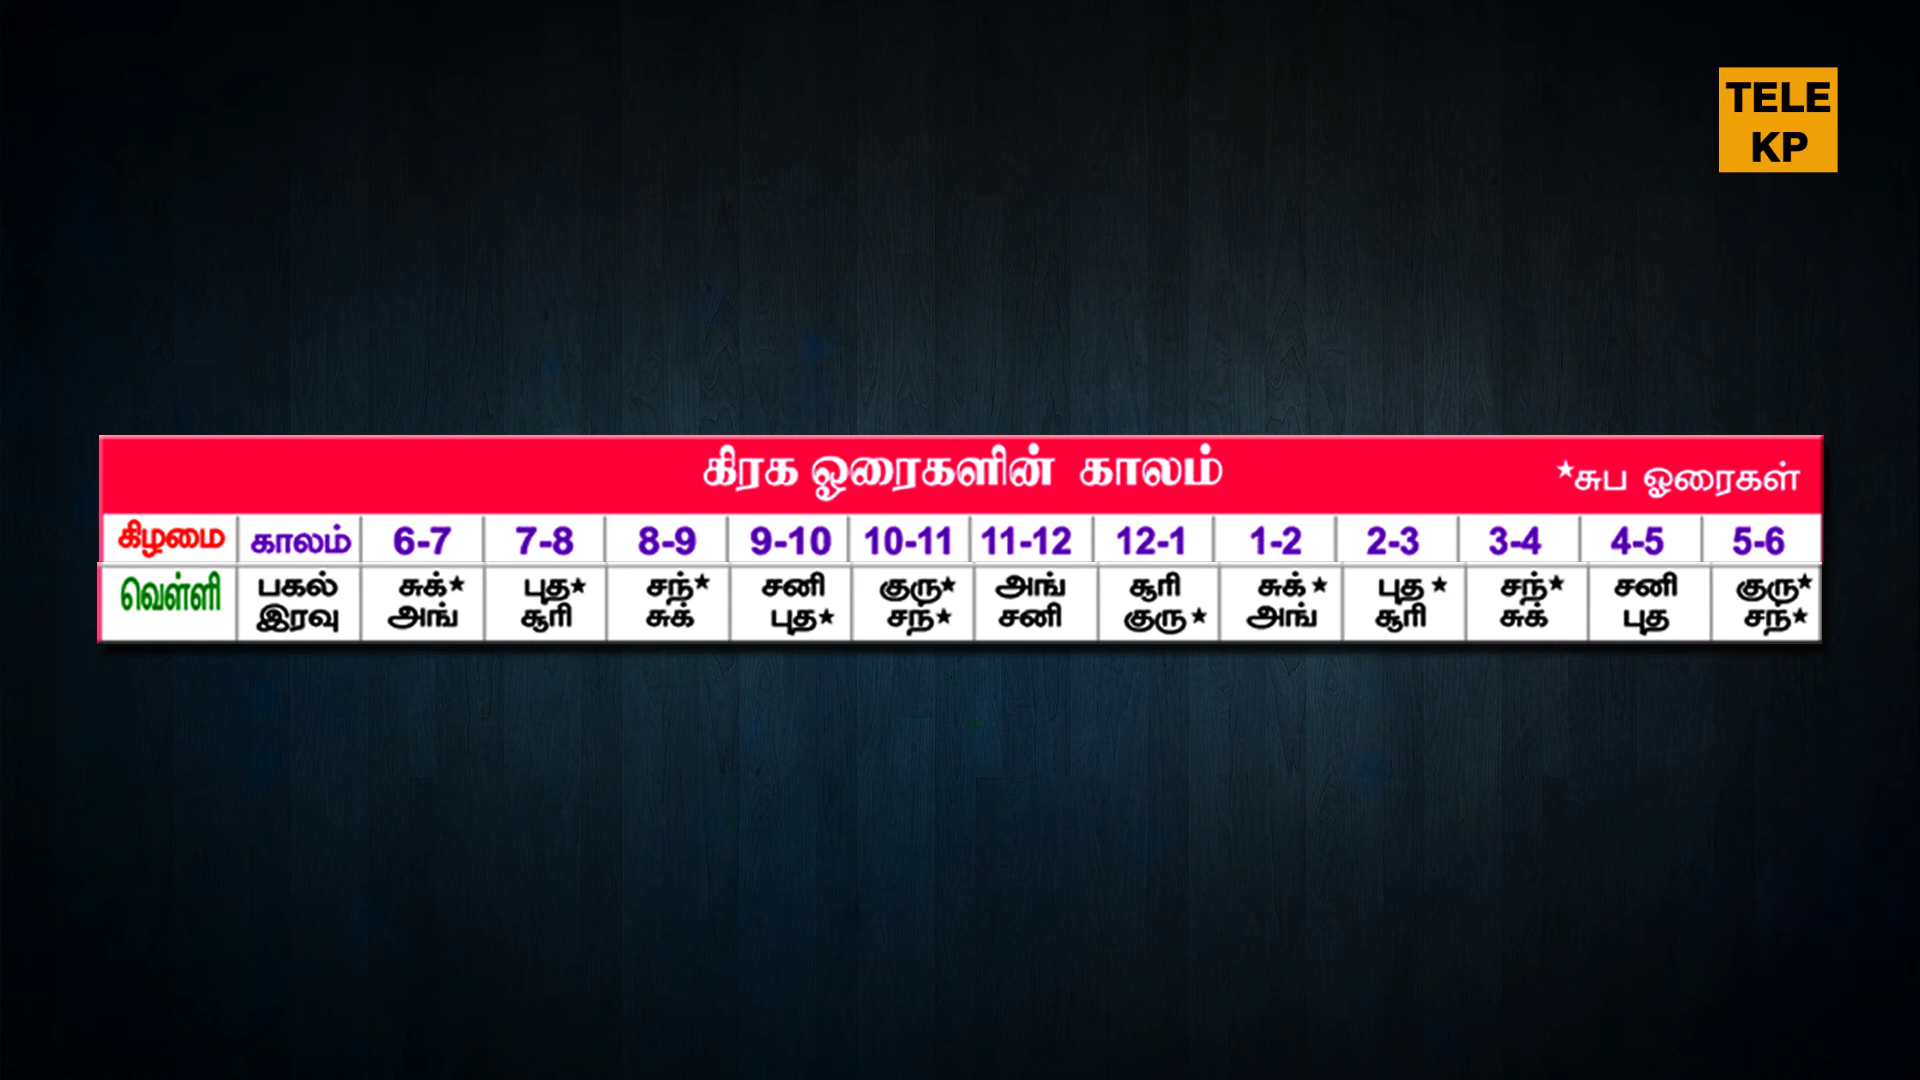 TELE
KP
கிரக ஓரைகளின் காலம் *சுப ஓரைகள்
கிழமை காலம் 6-7 7-8 8-9 9-10 10-11 11-12 12-1 1-2 2-3 3-4 4-5 5-6
வெள்ளி பகல் சுக்* புத* சந்* சனி குரு* அங் சூரி சுக்* புத* சந்* சனி குரு*
இரவு அங் சூரி சுக் புத* சந்* சனி குரு* அங் சூரி சுக் புத சந்*